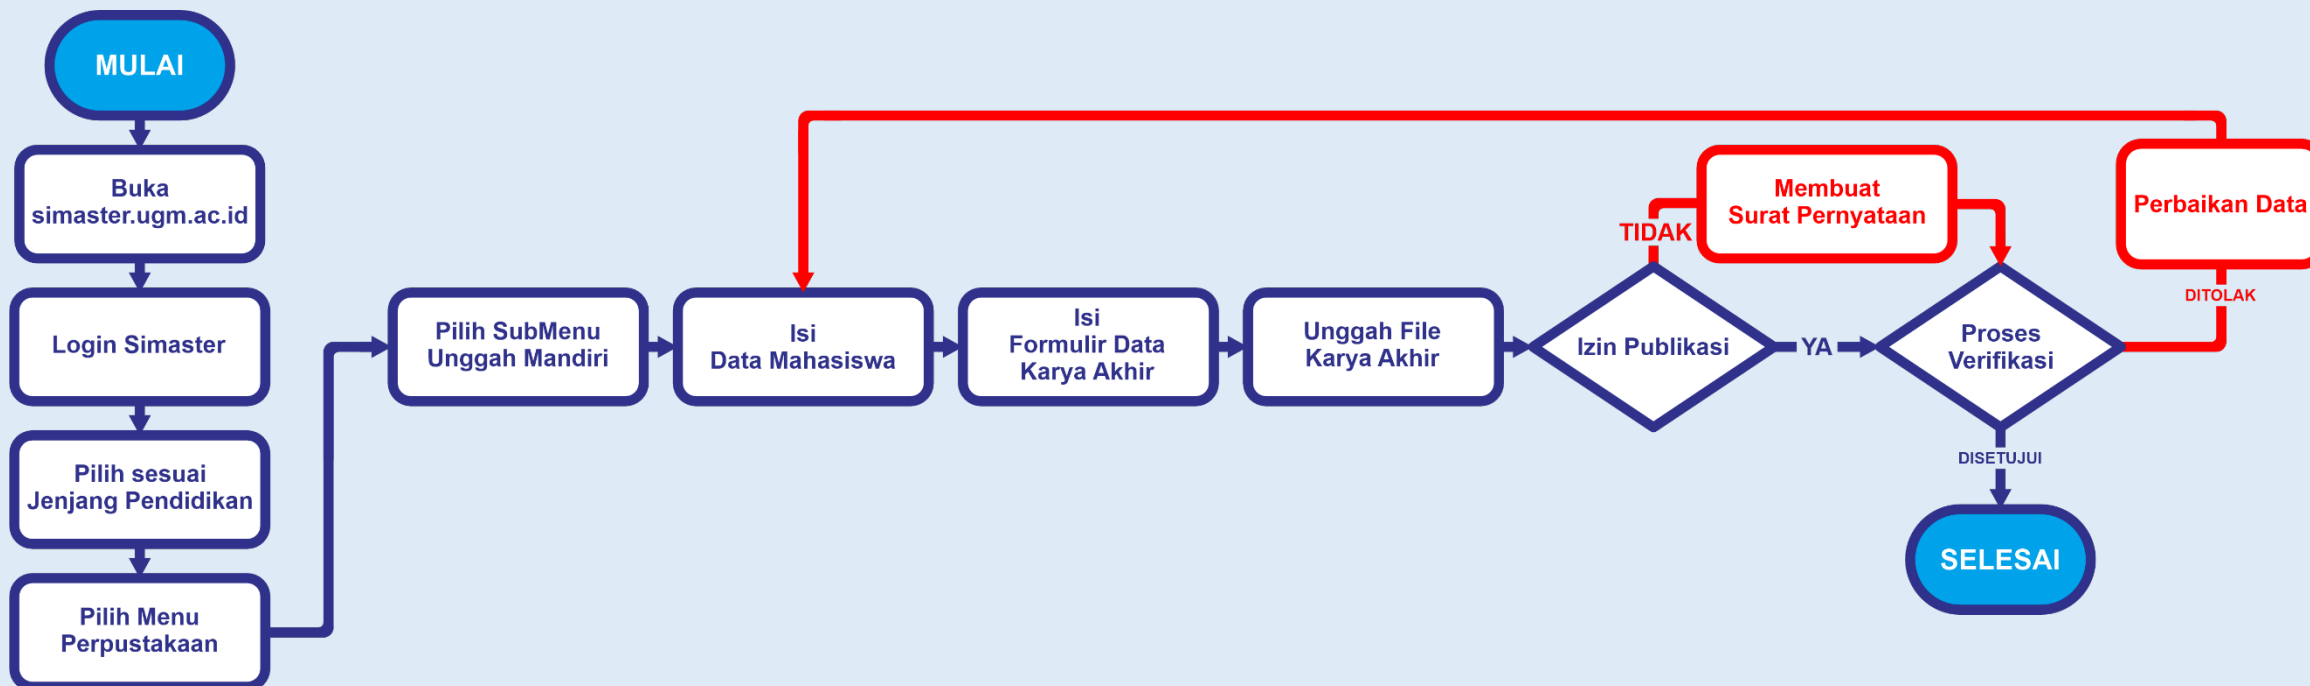 MULAI
Buka
simaster.ugm.ac.id
Login Simaster
Pilih sesuai
Jenjang Pendidikan
Pilih Menu
Perpustakaan
Pilih SubMenu
Unggah Mandiri
Isi
Data Mahasiswa
Isi
Formulir Data
Karya Akhir
Unggah File
Karya Akhir
Izin Publikasi
TIDAK
Membuat
Surat Pernyataan
YA
Proses
Verifikasi
DITOLAK
Perbaikan Data
DISETUJUI
SELESAI